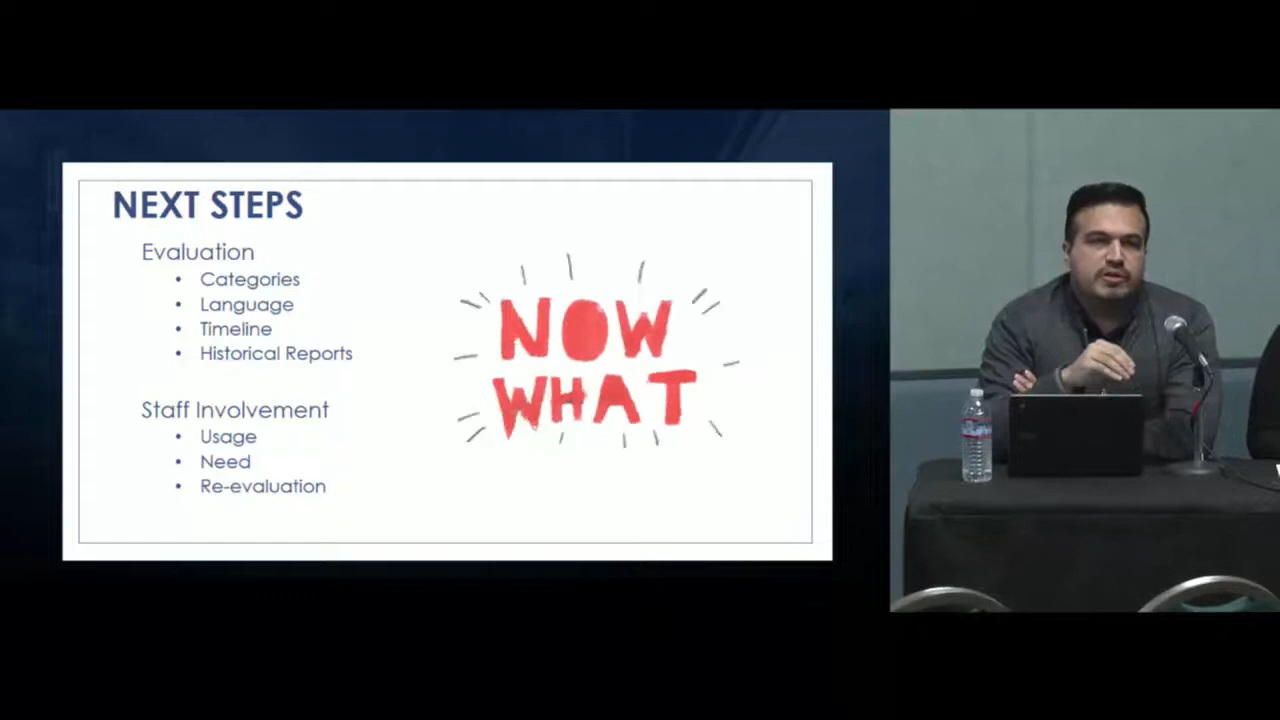 NEXT STEPS
Evaluation
• Categories
• Language
• Timeline
• Historical Reports
Staff Involvement
• Usage
• Need
• Re-evaluation
NOW
WHAT